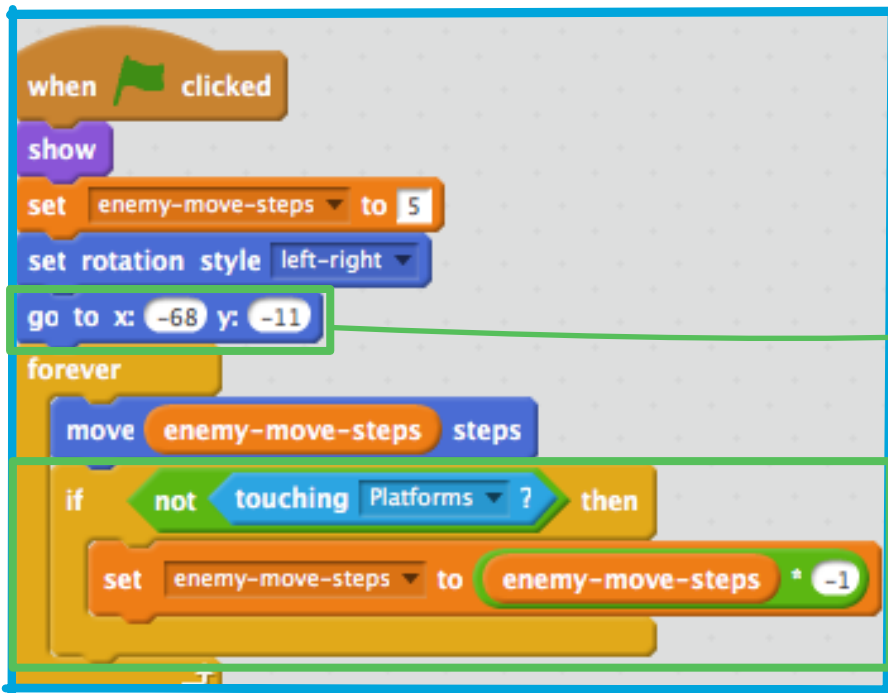 when clicked
show
set enemy-move-steps to 5
set rotation style left-right
go to x: -68 y: -11
forever
move enemy-move-steps steps
if not touching Platforms ? then
set enemy-move-steps to enemy-move-steps * -1